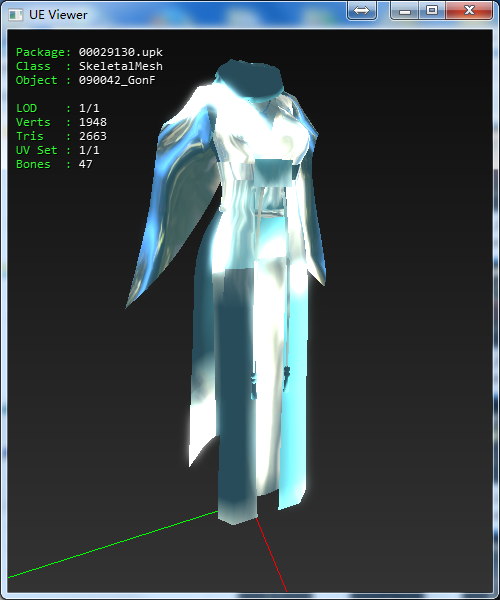 UE Viewer
Package: 00029130.upk
Class : SkeletalMesh
Object : 090042_GonF
LOD : 1/1
Verts : 1948
Tris : 2663
UV Set : 1/1
Bones : 47